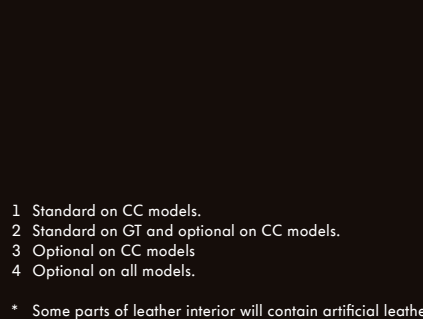 1 Standard on CC models.
2 Standard on GT and optional on CC models.
3 Optional on CC models
4 Optional on all models.
* Some parts of leather interior will contain artificial